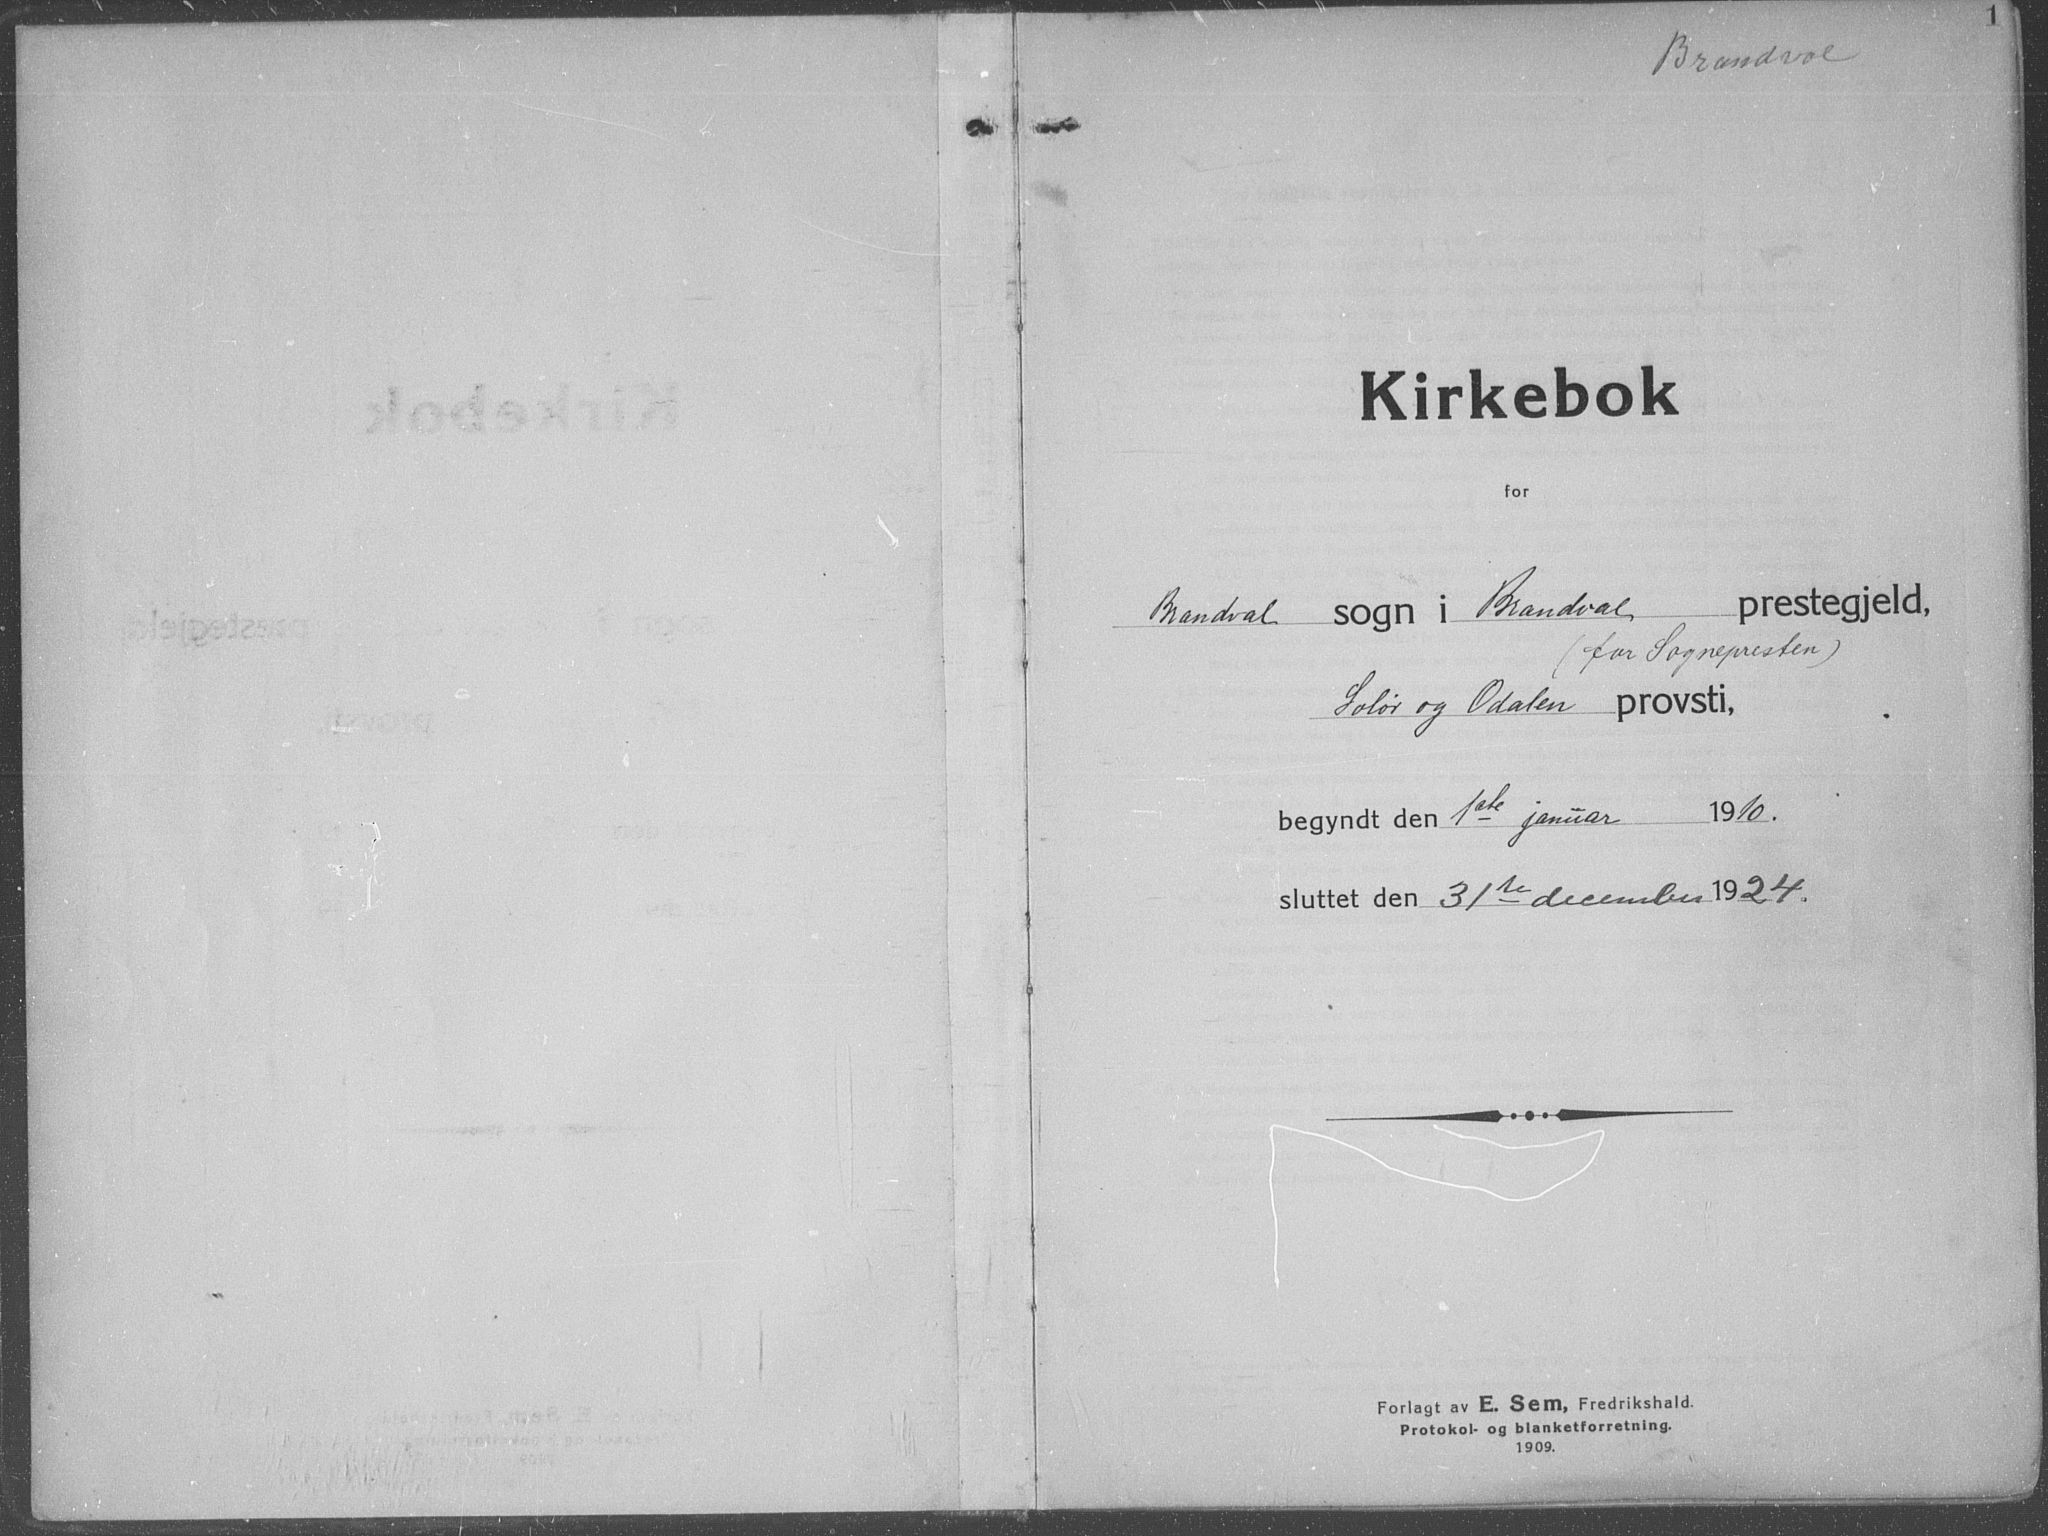 1
Brandvol
Kirkebok
for
Brandval sogn i Brandval prestegjeld,
(for Sognepresten)
Solør og Odalen provsti,
begyndt den 1ste januar 1910.
sluttet den 31te december 1924.
Forlagt av E. Sem, Fredrikshald.
Protokol- og blanketforretning.
1909.